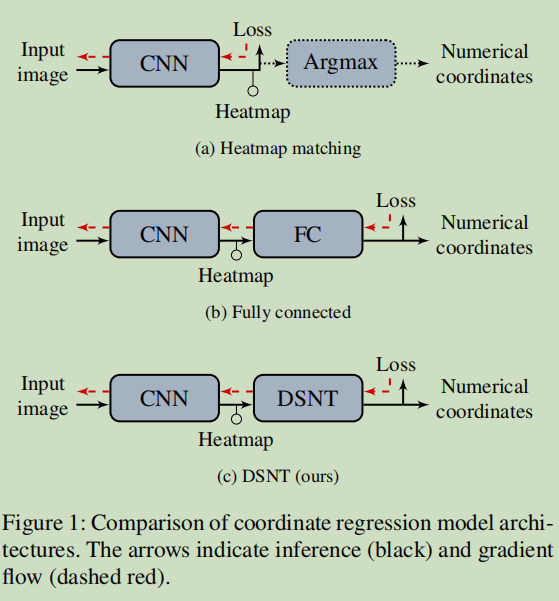 Loss
Input
image
CNN
Argmax
Numerical
coordinates
Heatmap
(a) Heatmap matching
Loss
Input
image
CNN
FC
Numerical
coordinates
Heatmap
(b) Fully connected
Loss
Input
image
CNN
DSNT
Numerical
coordinates
Heatmap
(c) DSNT (ours)
Figure 1: Comparison of coordinate regression model archi-
tectures. The arrows indicate inference (black) and gradient
flow (dashed red).